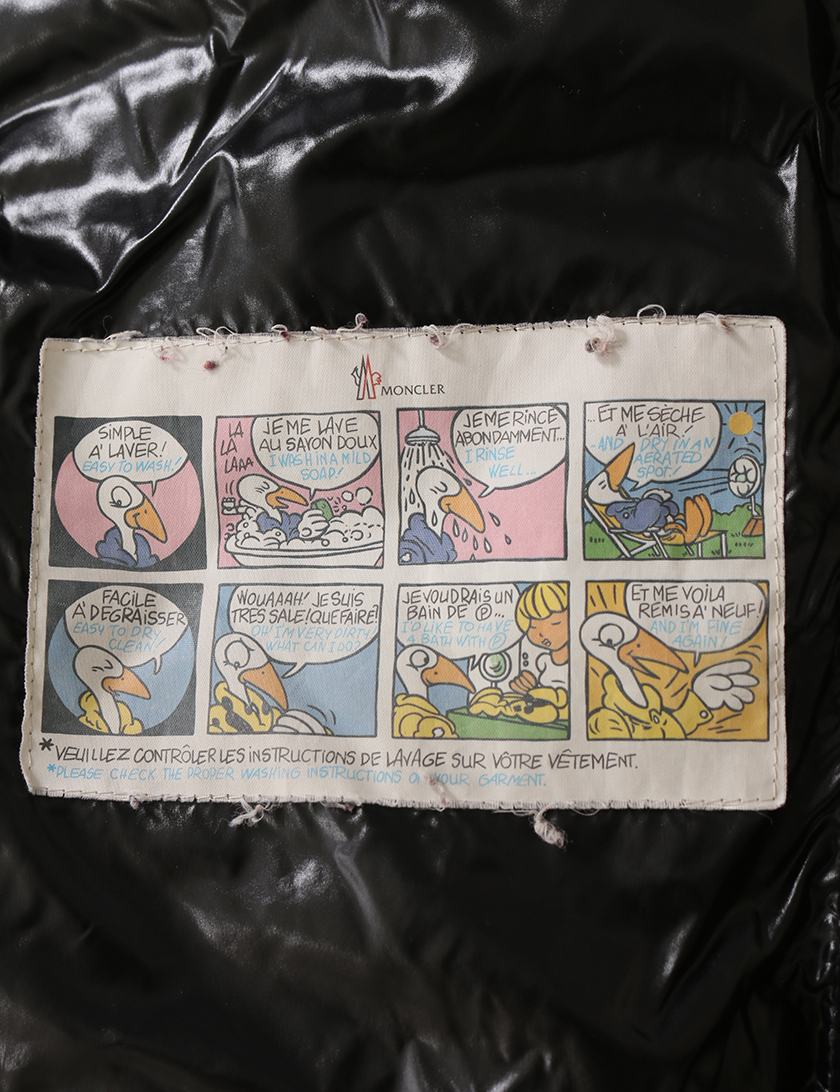 MONCLER
SIMPLE
A' LAVER!
EASY TO WASH!
LA
LA
LAAA
JE ME LAVE
AU SAYON DOUX
I WASH IN A MILD
SOAP!
JE ME RINCE
ABONDAMMENT...
I RINSE
WELL...
...ET ME SÈCHE
A' L'AIR!
...AND DRY IN AN
AERATED
SPOT!
FACILE
A' DEGRAISSER
EASY TO DRY
CLEAN!
WOUAAAH! JE SUIS
TRES SALE! QUE FAIRE?
OH! I'M VERY DIRTY!
WHAT CAN I DO?
JE VOUDRAIS UN
BAIN DE Ⓟ...
I'D LIKE TO HAVE
A BATH WITH Ⓟ
ET ME VOILA
REMIS A' NEUF!
AND I'M FINE
AGAIN!
*VEUILLEZ CONTRÔLER LES INSTRUCTIONS DE LAVAGE SUR VÔTRE VÊTEMENT.
*PLEASE CHECK THE PROPER WASHING INSTRUCTIONS ON YOUR GARMENT.